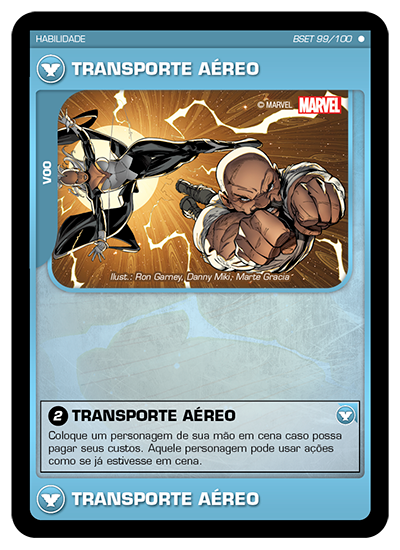 HABILIDADE
BSET 99/100
TRANSPORTE AÉREO
© MARVEL
MARVEL
VOO
Ilust.: Ron Garney, Danny Miki, Marte Gracia
2 TRANSPORTE AÉREO
Coloque um personagem de sua mão em cena caso possa
pagar seus custos. Aquele personagem pode usar ações
como se já estivesse em cena.
TRANSPORTE AÉREO